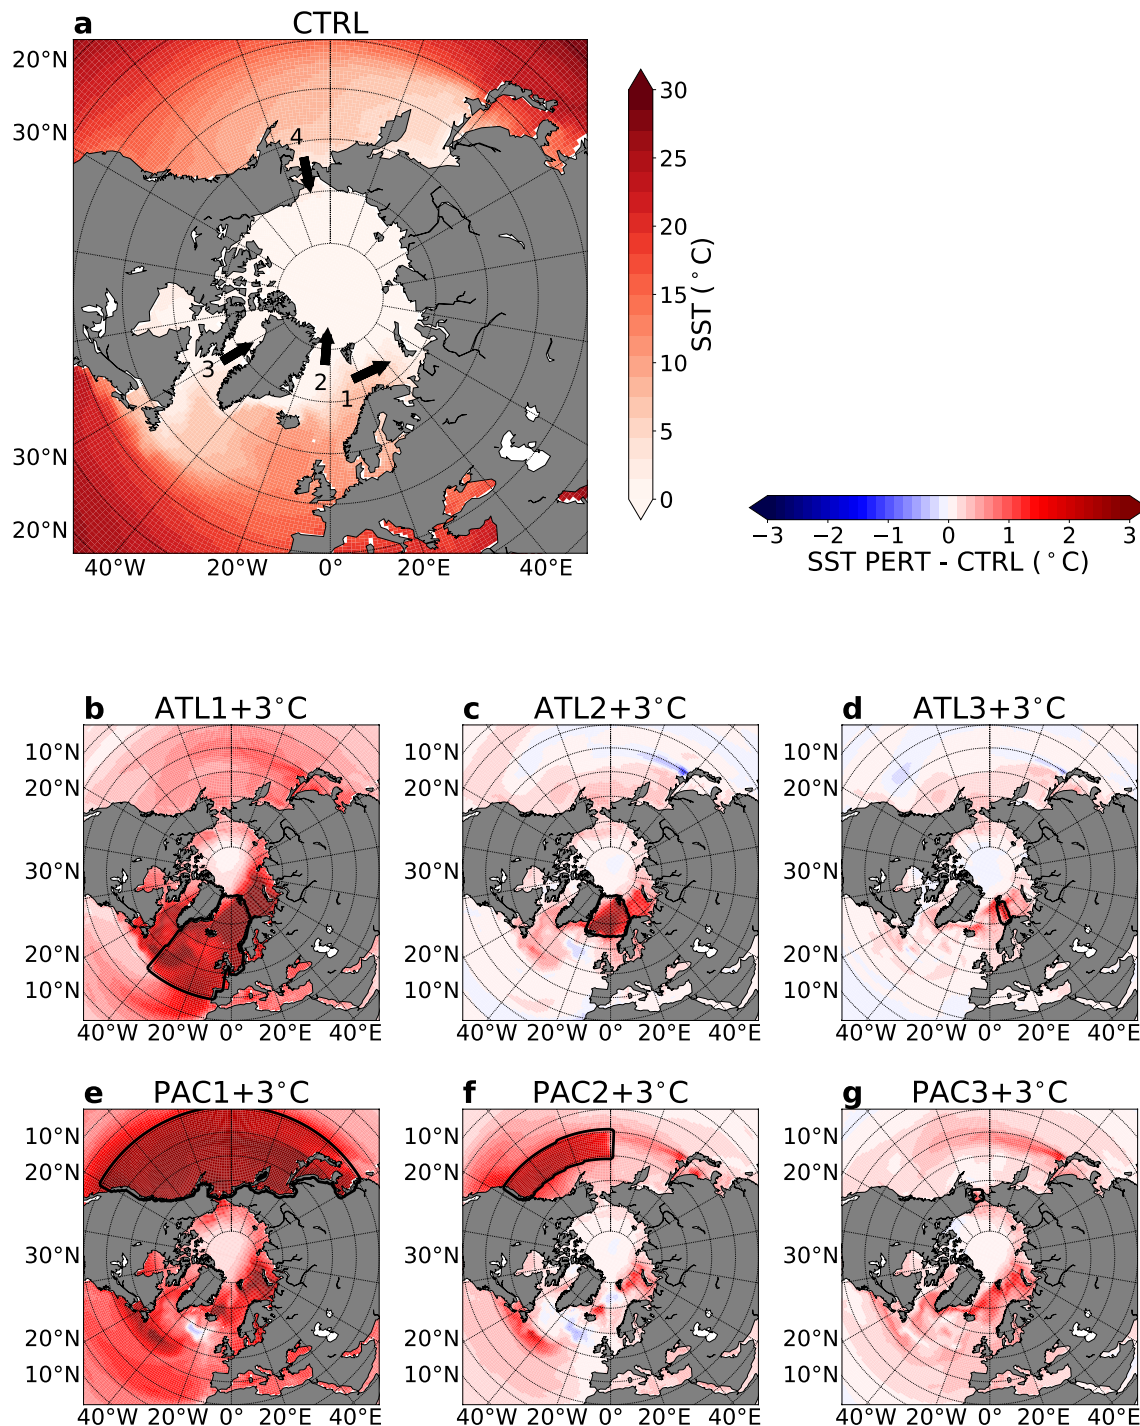 a CTRL
20°N
30°N
30°N
20°N
40°W 20°W 0° 20°E 40°E
4
3
2
1
30
25
20
15
10
5
0
SST (°C)
−3 −2 −1 0 1 2 3
SST PERT - CTRL (°C)
b ATL1+3°C
10°N
20°N
30°N
20°N
10°N
40°W 20°W 0° 20°E 40°E
c ATL2+3°C
10°N
20°N
30°N
20°N
10°N
40°W 20°W 0° 20°E 40°E
d ATL3+3°C
10°N
20°N
30°N
20°N
10°N
40°W 20°W 0° 20°E 40°E
e PAC1+3°C
10°N
20°N
30°N
20°N
10°N
40°W 20°W 0° 20°E 40°E
f PAC2+3°C
10°N
20°N
30°N
20°N
10°N
40°W 20°W 0° 20°E 40°E
g PAC3+3°C
10°N
20°N
30°N
20°N
10°N
40°W 20°W 0° 20°E 40°E